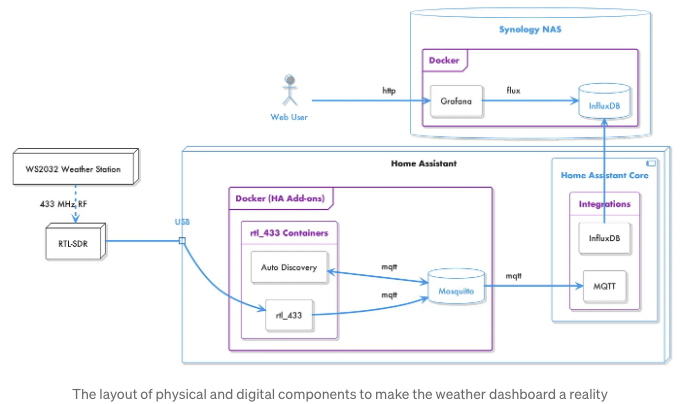 Synology NAS
Docker
Web User
http
Grafana
flux
InfluxDB
WS2032 Weather Station
433 MHz RF
RTL-SDR
USB
Home Assistant
Docker (HA Add-ons)
rtl_433 Containers
Auto Discovery
rtl_433
mqtt
mqtt
Mosquitto
mqtt
Home Assistant Core
Integrations
InfluxDB
MQTT
The layout of physical and digital components to make the weather dashboard a reality